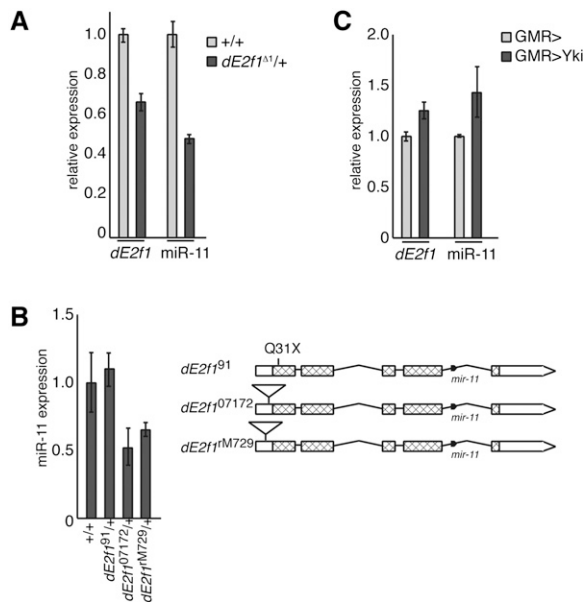 A
relative expression
1.0
0.8
0.6
0.4
0.2
0
dE2f1
miR-11
+/+
dE2f1Δ1/+
C
relative expression
2.0
1.5
1.0
0.5
0
dE2f1
miR-11
GMR>
GMR>Yki
B
miR-11 expression
1.5
1.0
0.5
0
+/+
dE2f1⁹¹/+
dE2f1⁰⁷¹⁷²/+
dE2f1rM729/+
Q31X
dE2f1⁹¹
mir-11
dE2f1⁰⁷¹⁷²
mir-11
dE2f1rM729
mir-11